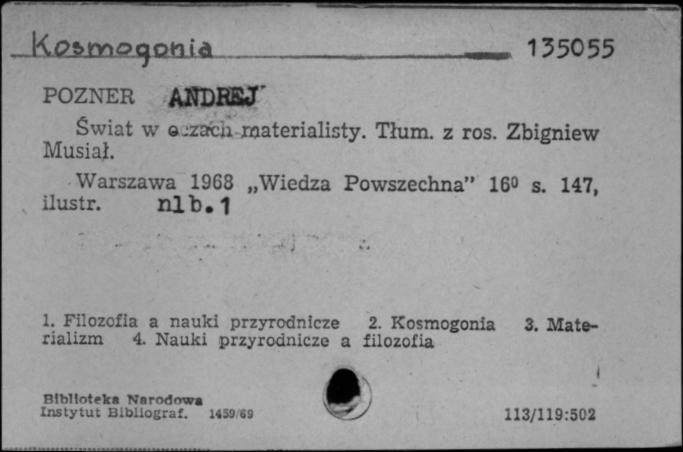 Kosmogonia 135055
POZNER ANDREJ
Świat w oczach materialisty. Tłum. z ros. Zbigniew
Musiał.
Warszawa 1968 „Wiedza Powszechna” 16⁰ s. 147,
ilustr. nlb.1
1. Filozofia a nauki przyrodnicze 2. Kosmogonia 3. Mate-
rializm 4. Nauki przyrodnicze a filozofia
Biblioteka Narodowa
Instytut Bibliograf. 1459/69 113/119:502